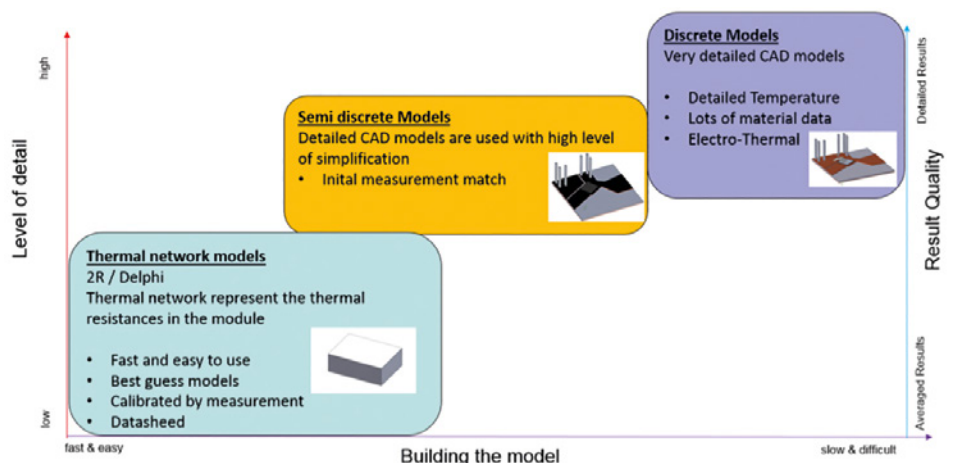 Discrete Models
Very detailed CAD models
• Detailed Temperature
• Lots of material data
• Electro-Thermal
Semi discrete Models
Detailed CAD models are used with high level
of simplification
• Inital measurement match
Thermal network models
2R / Delphi
Thermal network represent the thermal
resistances in the module
• Fast and easy to use
• Best guess models
• Calibrated by measurement
• Datasheed
Level of detail
high
low
Result Quality
Detailed Results
Averaged Results
fast & easy
Building the model
slow & difficult